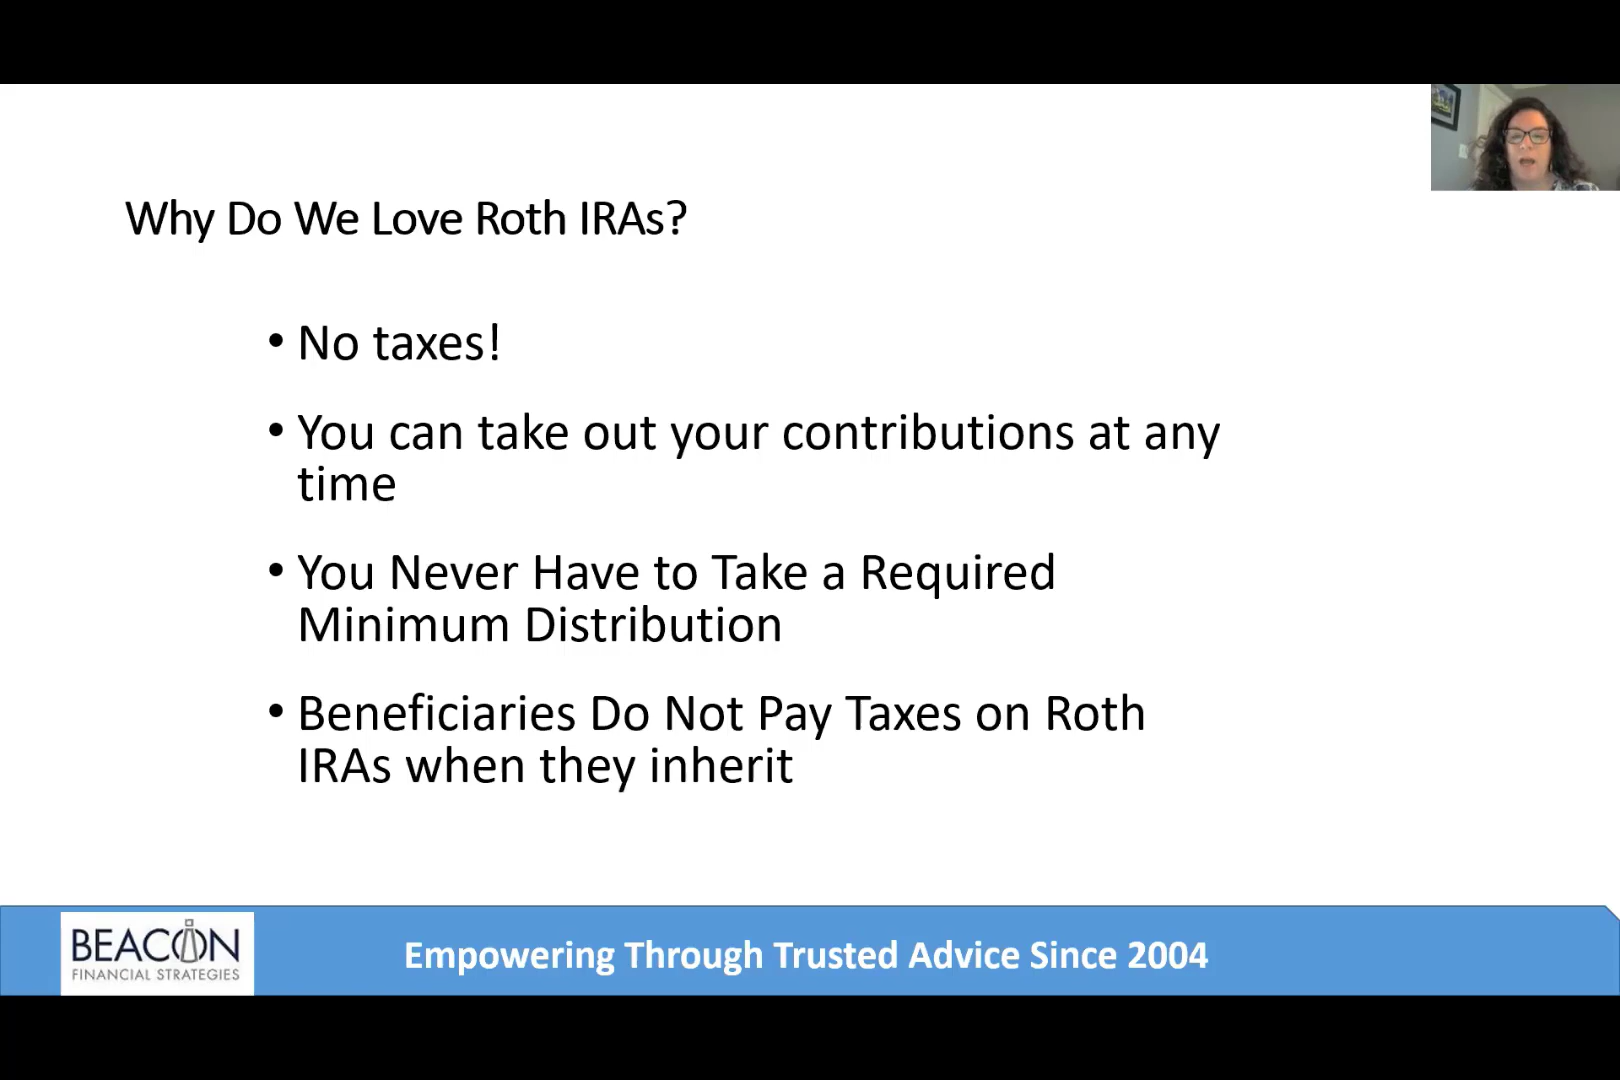 Why Do We Love Roth IRAs?
• No taxes!
• You can take out your contributions at any
time
• You Never Have to Take a Required
Minimum Distribution
• Beneficiaries Do Not Pay Taxes on Roth
IRAs when they inherit
BEACON
FINANCIAL STRATEGIES
Empowering Through Trusted Advice Since 2004